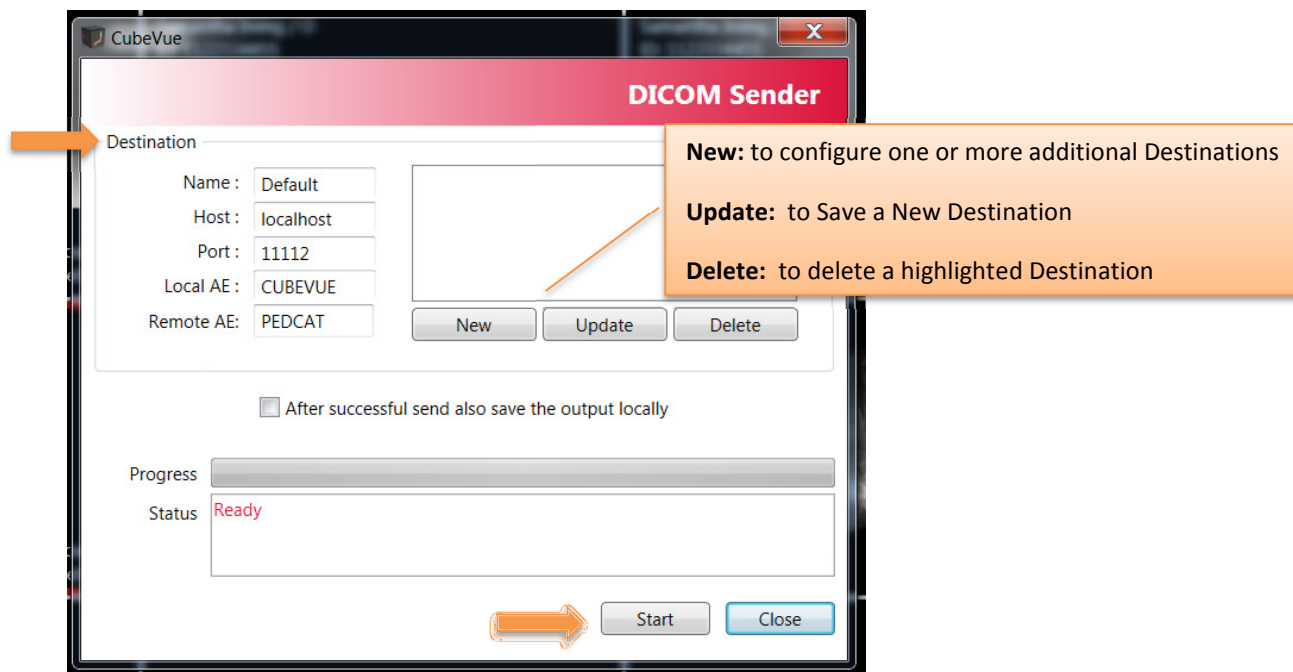 CubeVue
DICOM Sender
Destination
Name : Default
Host : localhost
Port : 11112
Local AE : CUBEVUE
Remote AE: PEDCAT
New Update Delete
New: to configure one or more additional Destinations
Update: to Save a New Destination
Delete: to delete a highlighted Destination
After successful send also save the output locally
Progress
Status Ready
Start Close